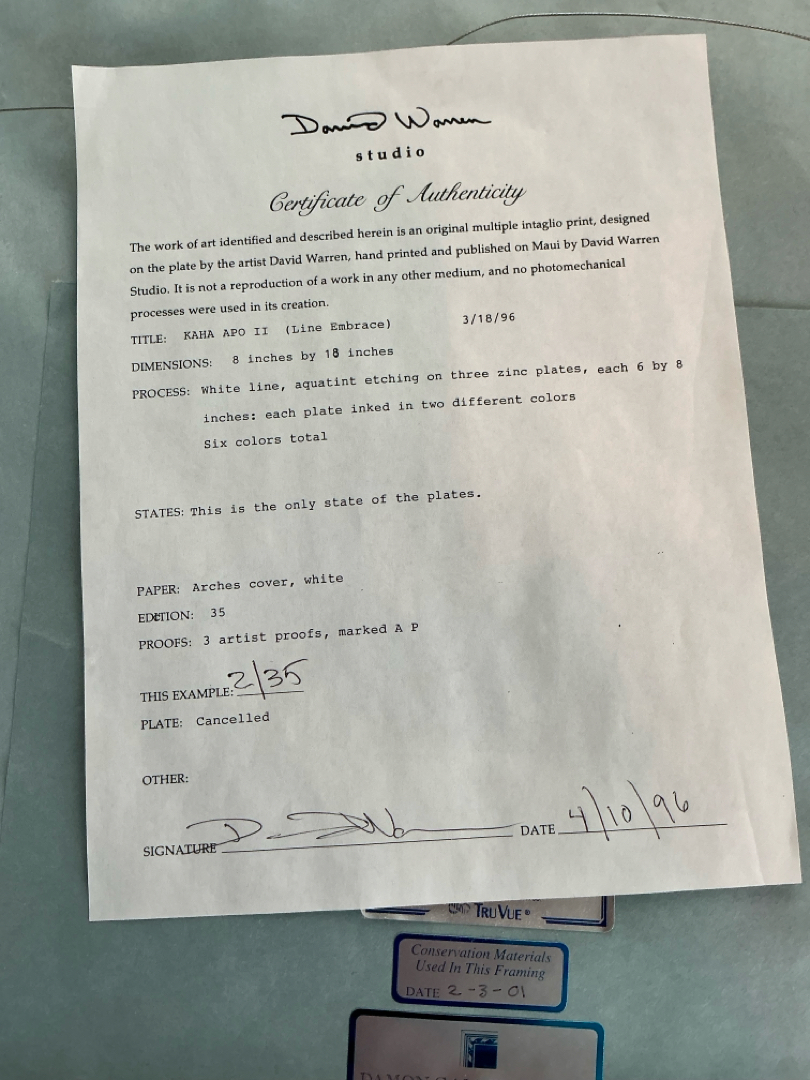 David Warren
studio
Certificate of Authenticity
The work of art identified and described herein is an original multiple intaglio print, designed
on the plate by the artist David Warren, hand printed and published on Maui by David Warren
Studio. It is not a reproduction of a work in any other medium, and no photomechanical
processes were used in its creation.
TITLE: KAHA APO II (Line Embrace) 3/18/96
DIMENSIONS: 8 inches by 18 inches
PROCESS: White line, aquatint etching on three zinc plates, each 6 by 8
inches: each plate inked in two different colors
Six colors total
STATES: This is the only state of the plates.
PAPER: Arches cover, white
EDITION: 35
PROOFS: 3 artist proofs, marked A P
THIS EXAMPLE: 2/35
PLATE: Cancelled
OTHER:
SIGNATURE DATE 4/10/96
TRUVUE®
Conservation Materials
Used In This Framing
DATE 2-3-01